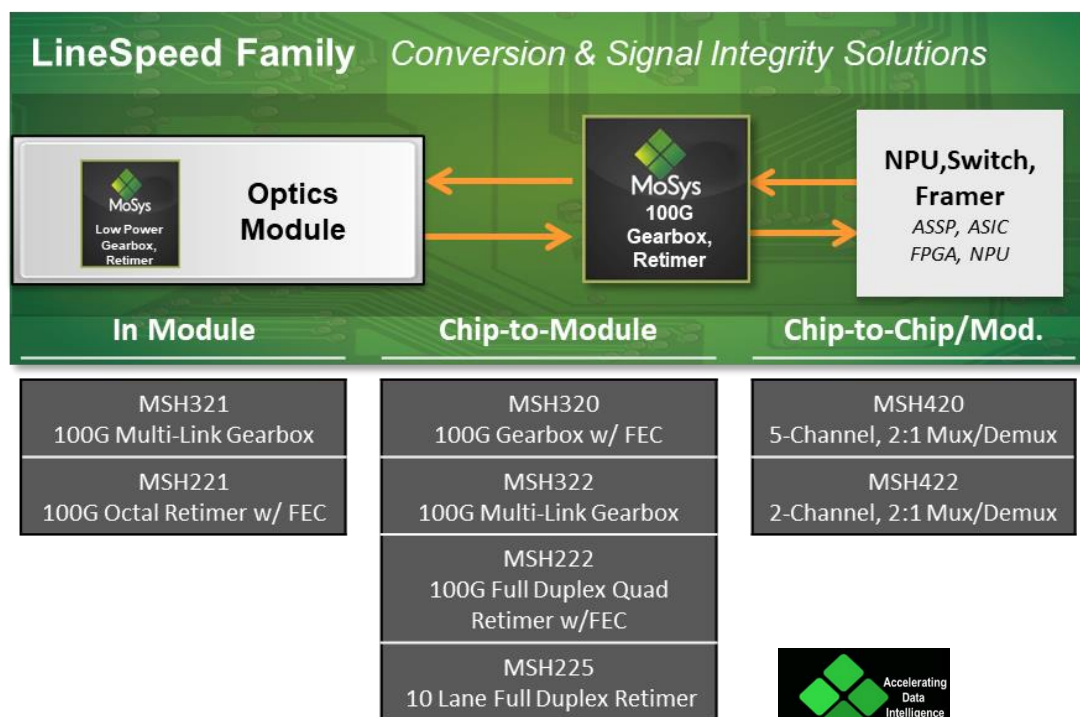 LineSpeed Family Conversion & Signal Integrity Solutions
MoSys
Low Power
Gearbox,
Retimer
Optics
Module
MoSys
100G
Gearbox,
Retimer
NPU,Switch,
Framer
ASSP, ASIC
FPGA, NPU
In Module
Chip-to-Module
Chip-to-Chip/Mod.
MSH321
100G Multi-Link Gearbox
MSH221
100G Octal Retimer w/ FEC
MSH320
100G Gearbox w/ FEC
MSH322
100G Multi-Link Gearbox
MSH222
100G Full Duplex Quad
Retimer w/FEC
MSH225
10 Lane Full Duplex Retimer
MSH420
5-Channel, 2:1 Mux/Demux
MSH422
2-Channel, 2:1 Mux/Demux
Accelerating
Data
Intelligence